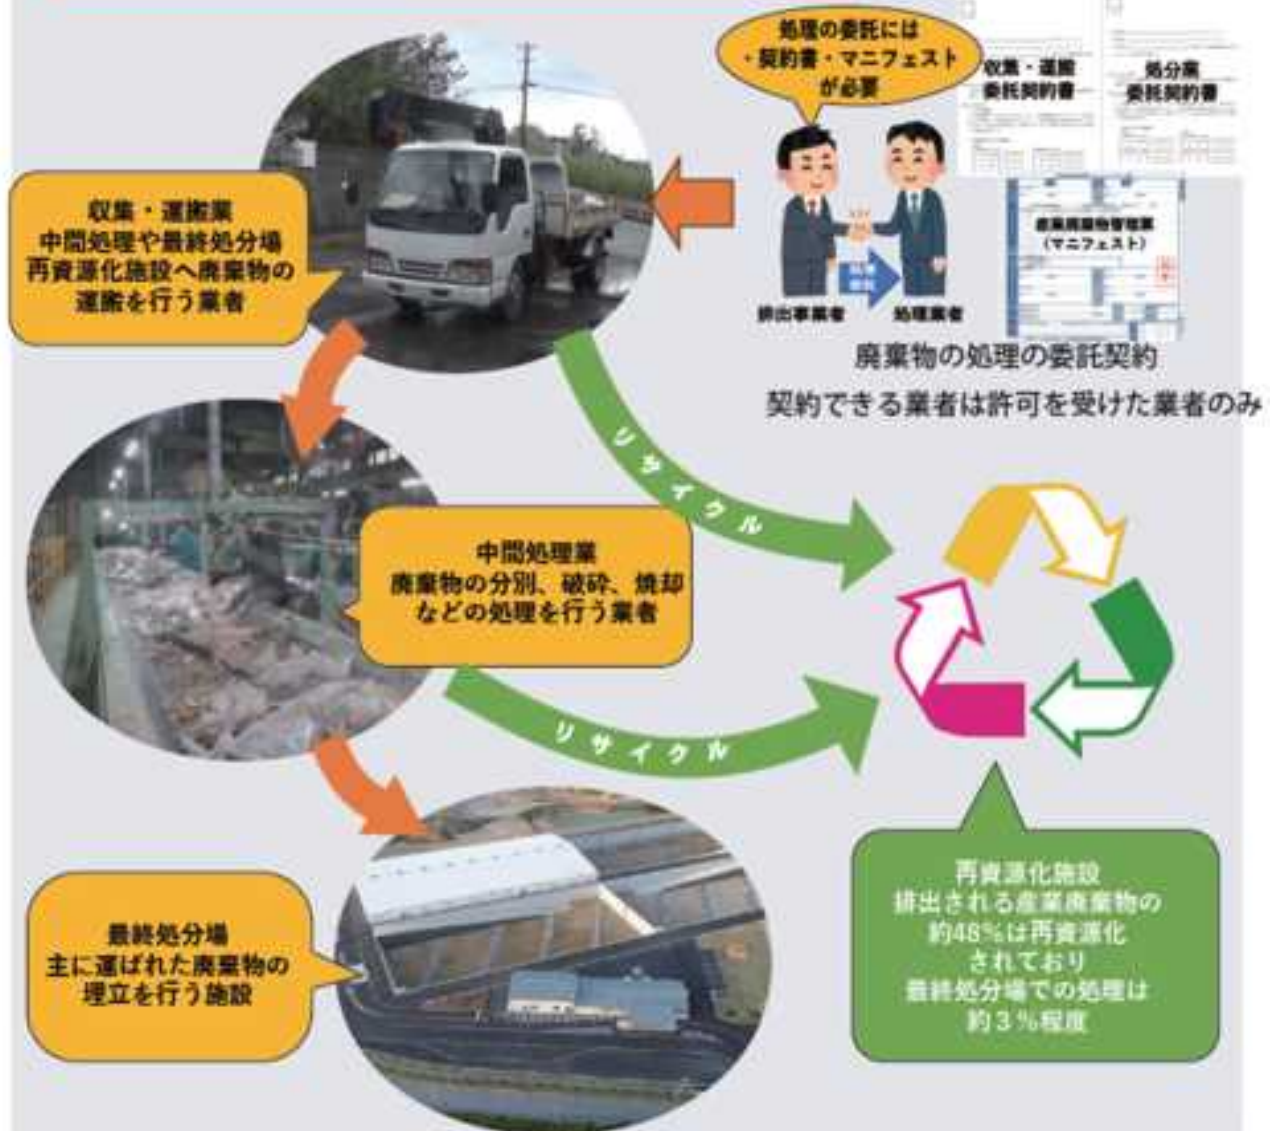 処理の委託には
・契約書・マニフェスト
が必要
収集・運搬
委託契約書
処分業
委託契約書
産業廃棄物管理票
（マニフェスト）
排出事業者
処理業者
廃棄物の処理の委託契約
契約できる業者は許可を受けた業者のみ
収集・運搬業
中間処理や最終処分場
再資源化施設へ廃棄物の
運搬を行う業者
リサイクル
中間処理業
廃棄物の分別、破砕、焼却
などの処理を行う業者
リサイクル
最終処分場
主に運ばれた廃棄物の
埋立を行う施設
再資源化施設
排出される産業廃棄物の
約48％は再資源化
されており
最終処分場での処理は
約３％程度